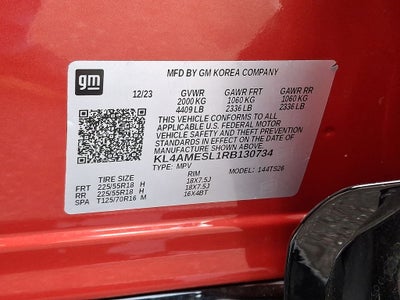 gm
MFD BY GM KOREA COMPANY
12/23 GVWR GAWR FRT GAWR RR
2000 KG 1060 KG 1060 KG
4409 LB 2336 LB 2336 LB
THIS VEHICLE CONFORMS TO ALL
APPLICABLE U.S. FEDERAL MOTOR
VEHICLE SAFETY AND THEFT PREVENTION
STANDARDS IN EFFECT ON THE DATE OF
MANUFACTURE SHOWN ABOVE.
KL4AMESL1RB130734
TYPE: MPV MODEL: 144TS26
TIRE SIZE RIM
FRT 225/55R18 H 18X7.5J
RR 225/55R18 H 18X7.5J
SPA T125/70R16 M 16X4BT